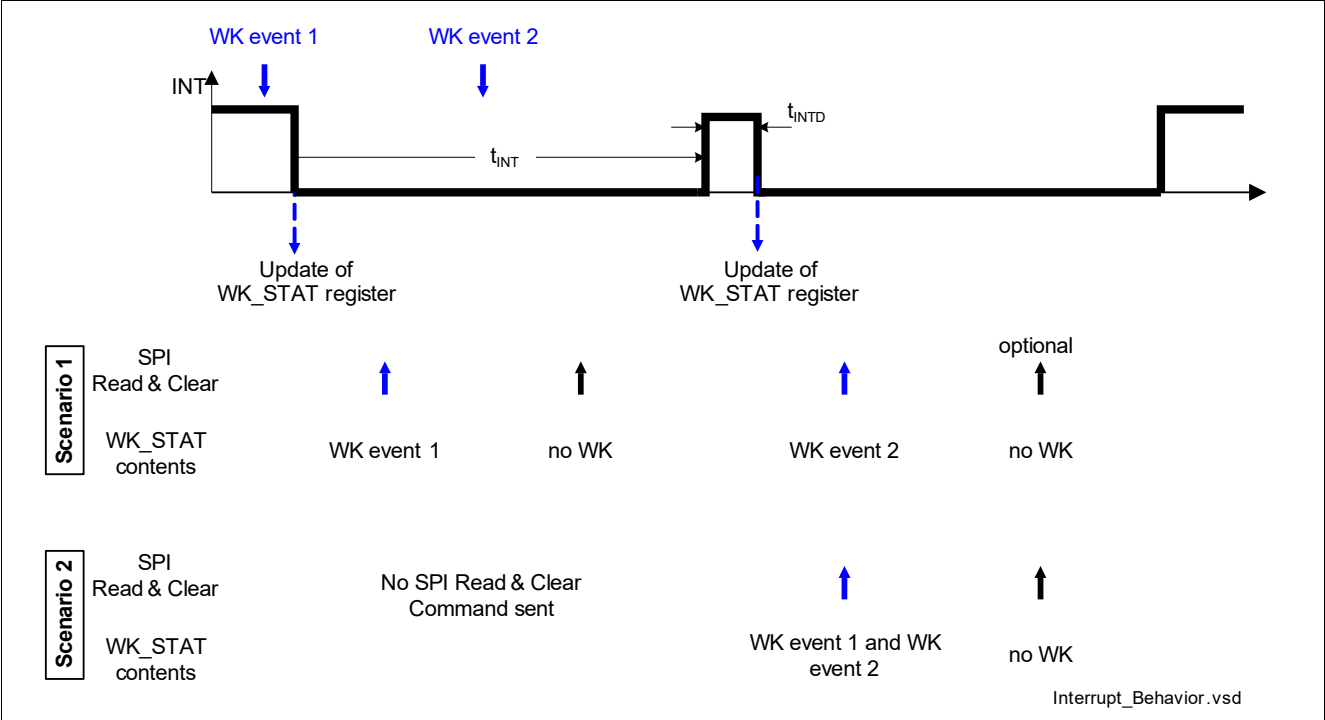 WK event 1
WK event 2
INT
tINTD
tINT
Update of
WK_STAT register
Update of
WK_STAT register
Scenario 1
SPI
Read & Clear
optional
WK_STAT
contents
WK event 1
no WK
WK event 2
no WK
Scenario 2
SPI
Read & Clear
No SPI Read & Clear
Command sent
WK_STAT
contents
WK event 1 and WK
event 2
no WK
Interrupt_Behavior.vsd